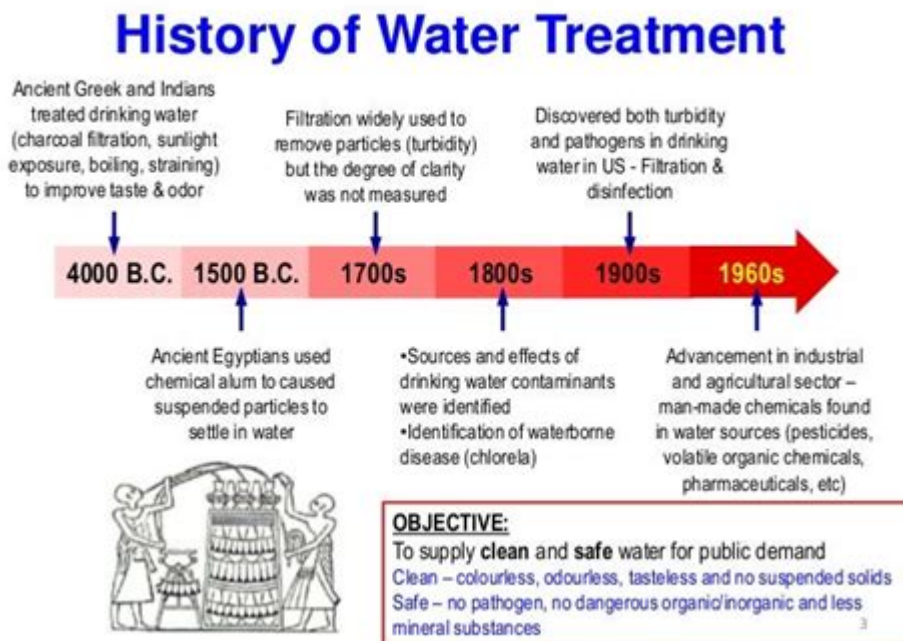 History of Water Treatment
Ancient Greek and Indians
treated drinking water
(charcoal filtration, sunlight
exposure, boiling, straining)
to improve taste & odor
Filtration widely used to
remove particles (turbidity)
but the degree of clarity
was not measured
Discovered both turbidity
and pathogens in drinking
water in US - Filtration &
disinfection
4000 B.C.
1500 B.C.
1700s
1800s
1900s
1960s
Ancient Egyptians used
chemical alum to caused
suspended particles to
settle in water
•Sources and effects of
drinking water contaminants
were identified
•Identification of waterborne
disease (chlorela)
Advancement in industrial
and agricultural sector –
man-made chemicals found
in water sources (pesticides,
volatile organic chemicals,
pharmaceuticals, etc)
OBJECTIVE:
To supply clean and safe water for public demand
Clean – colourless, odourless, tasteless and no suspended solids
Safe – no pathogen, no dangerous organic/inorganic and less
mineral substances
3